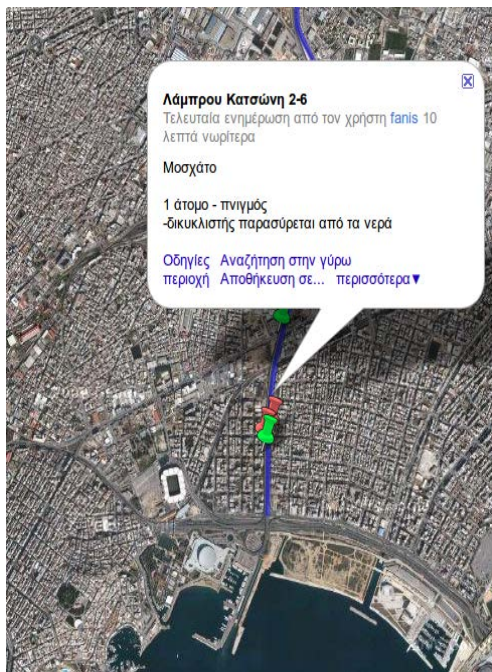 Λάμπρου Κατσώνη 2-6
Τελευταία ενημέρωση από τον χρήστη fanis 10
λεπτά νωρίτερα
Μοσχάτο
1 άτομο - πνιγμός
-δικυκλιστής παρασύρεται από τα νερά
Οδηγίες Αναζήτηση στην γύρω
περιοχή Αποθήκευση σε... περισσότερα▼